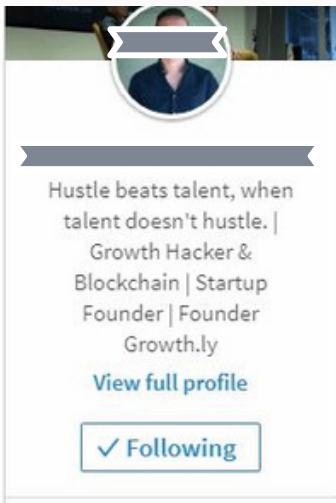 Hustle beats talent, when
talent doesn't hustle. |
Growth Hacker &
Blockchain | Startup
Founder | Founder
Growth.ly
View full profile
✓ Following